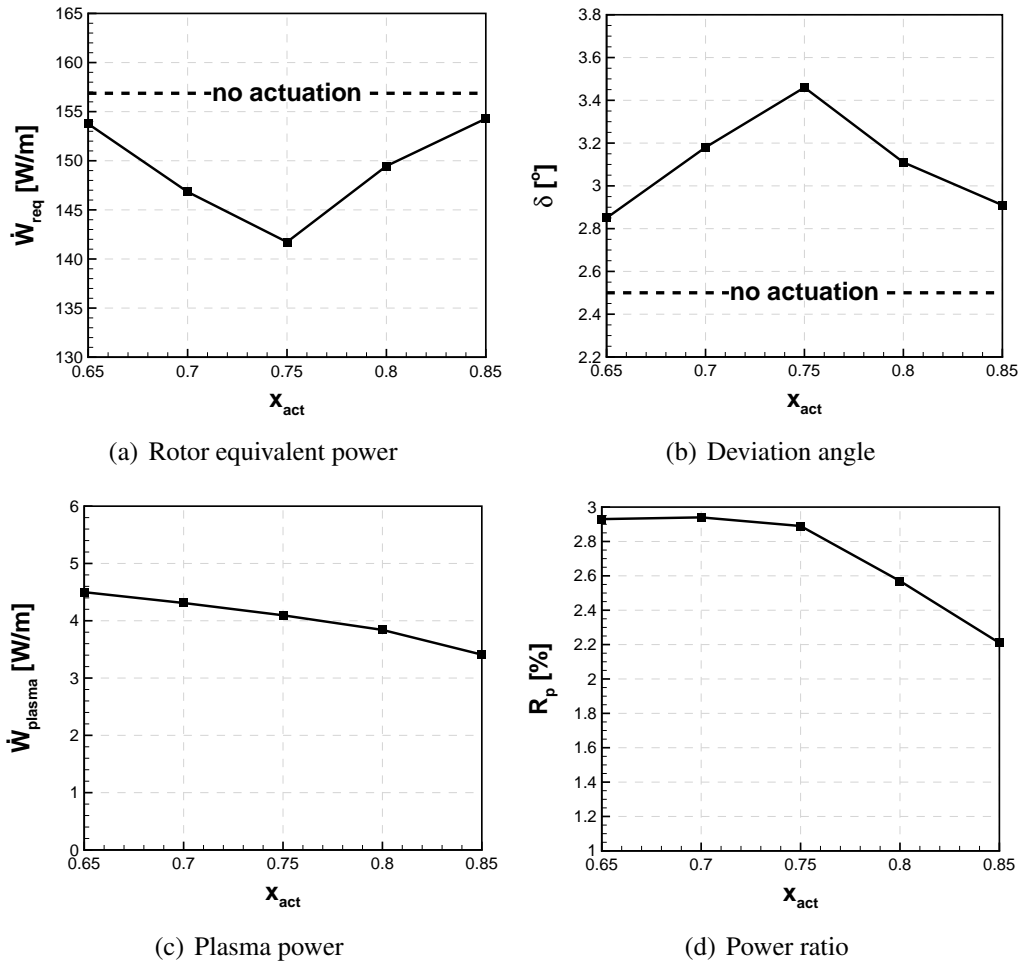 165
160
155
150
145
140
135
130
Ẇreq [W/m]
no actuation
0.65 0.7 0.75 0.8 0.85
xact
(a) Rotor equivalent power
3.8
3.6
3.4
3.2
3
2.8
2.6
2.4
2.2
δ [°]
no actuation
0.65 0.7 0.75 0.8 0.85
xact
(b) Deviation angle
6
5
4
3
2
1
0
Ẇplasma [W/m]
0.65 0.7 0.75 0.8 0.85
xact
(c) Plasma power
3
2.8
2.6
2.4
2.2
2
1.8
1.6
1.4
1.2
1
Rp [%]
0.65 0.7 0.75 0.8 0.85
xact
(d) Power ratio